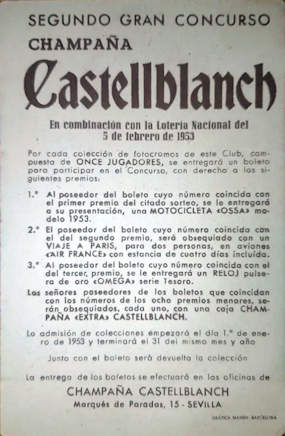 SEGUNDO GRAN CONCURSO
CHAMPAÑA
Castellblanch
En combinación con la Lotería Nacional del
5 de febrero de 1953
Por cada colección de fotocromos de este Club, com-
puesta de ONCE JUGADORES, se entregará un boleto
para participar en el Concurso, con derecho a los si-
guientes premios:
1.º Al poseedor del boleto cuyo número coincida con
el primer premio del citado sorteo, se le entregará
a su presentación, una MOTOCICLETA «OSSA» mo-
delo 1953.
2.º El poseedor del boleto cuyo número coincida con
el del segundo premio, será obsequiado con un
VIAJE A PARIS, para dos personas, en aviones
«AIR FRANCE» con estancia de cuatro días incluída.
3.º Al poseedor del boleto cuyo número coincida con el
del tercer, premio, se le entregará un RELOJ pulse-
ra de oro «OMEGA» serie Tesoro.
Los señores poseedores de los boletos que coincidan
con los números de los ocho premios menores, se-
rán obsequiados, cada uno, con una caja CHAM-
PAÑA «EXTRA» CASTELLBLANCH.
La admisión de colecciones empezará el día 1.º de ene-
ro de 1953 y terminará el 31 del mismo mes y año
Junto con el boleto será devuelta la colección
La entrega de los boletos se efectuará en las oficinas de
CHAMPAÑA CASTELLBLANCH
Marqués de Paradas, 15 - SEVILLA
BARCELONA